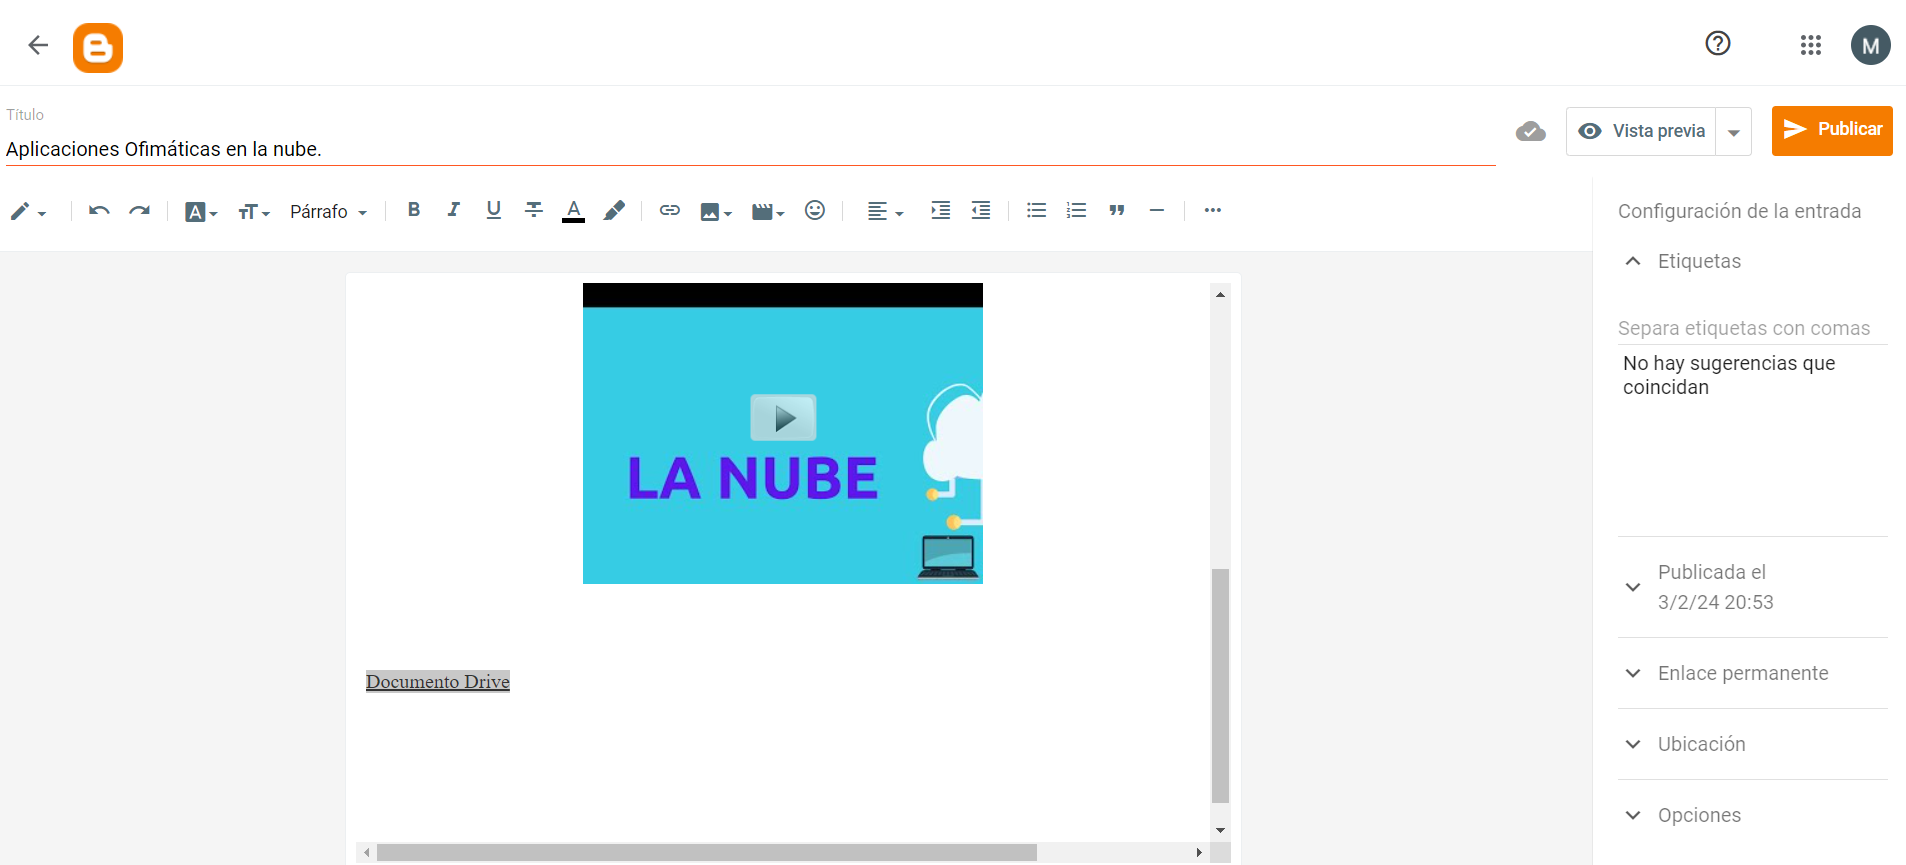 M
Título
Aplicaciones Ofimáticas en la nube.
Vista previa
Publicar
Párrafo
B I U A
Configuración de la entrada
Etiquetas
Separa etiquetas con comas
No hay sugerencias que
coincidan
LA NUBE
Publicada el
3/2/24 20:53
Documento Drive
Enlace permanente
Ubicación
Opciones